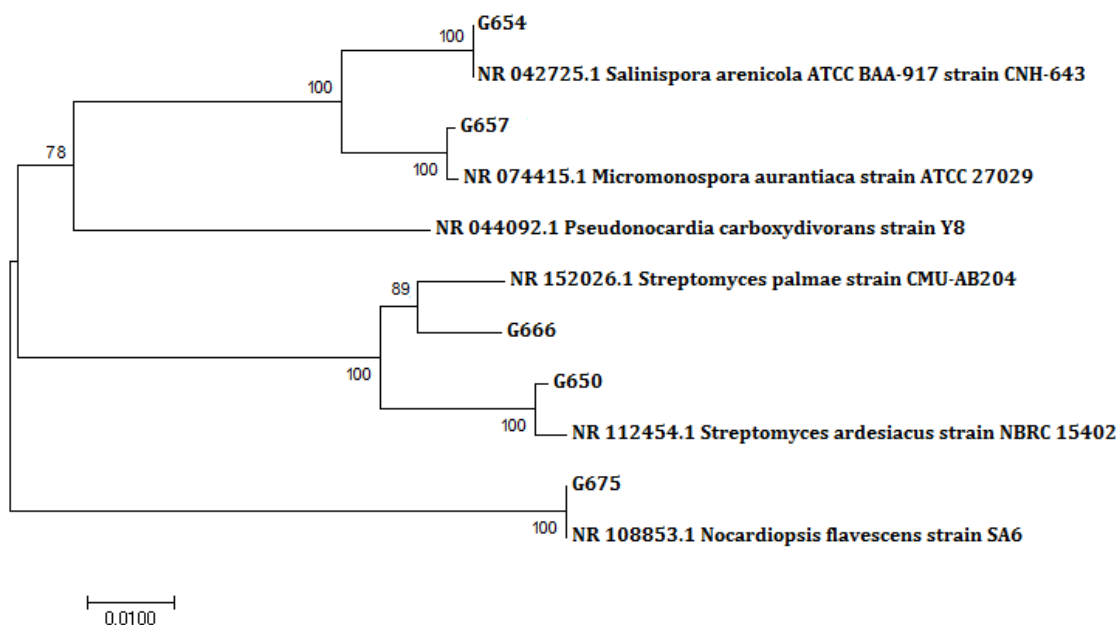 G654
100
NR 042725.1 Salinispora arenicola ATCC BAA-917 strain CNH-643
100
G657
78
100
NR 074415.1 Micromonospora aurantiaca strain ATCC 27029
NR 044092.1 Pseudonocardia carboxydivorans strain Y8
NR 152026.1 Streptomyces palmae strain CMU-AB204
89
G666
100
G650
100
NR 112454.1 Streptomyces ardesiacus strain NBRC 15402
G675
100
NR 108853.1 Nocardiopsis flavescens strain SA6
0.0100